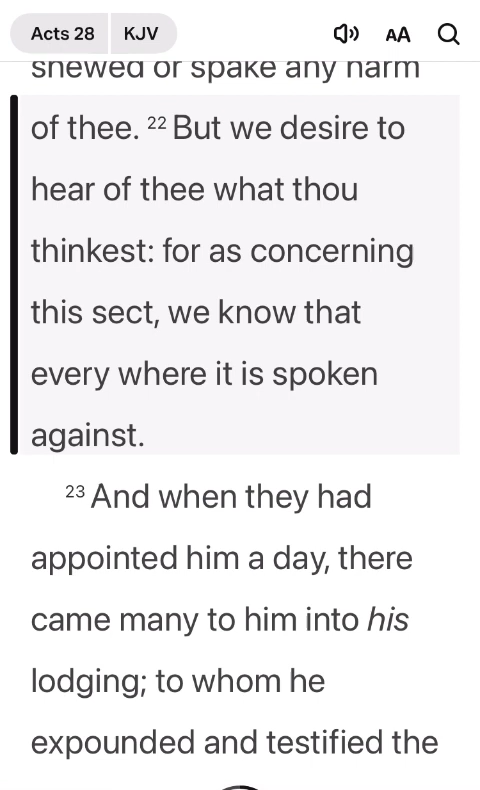 Acts 28 KJV AA
shewed or spake any harm
of thee. 22 But we desire to
hear of thee what thou
thinkest: for as concerning
this sect, we know that
every where it is spoken
against.
23 And when they had
appointed him a day, there
came many to him into his
lodging; to whom he
expounded and testified the